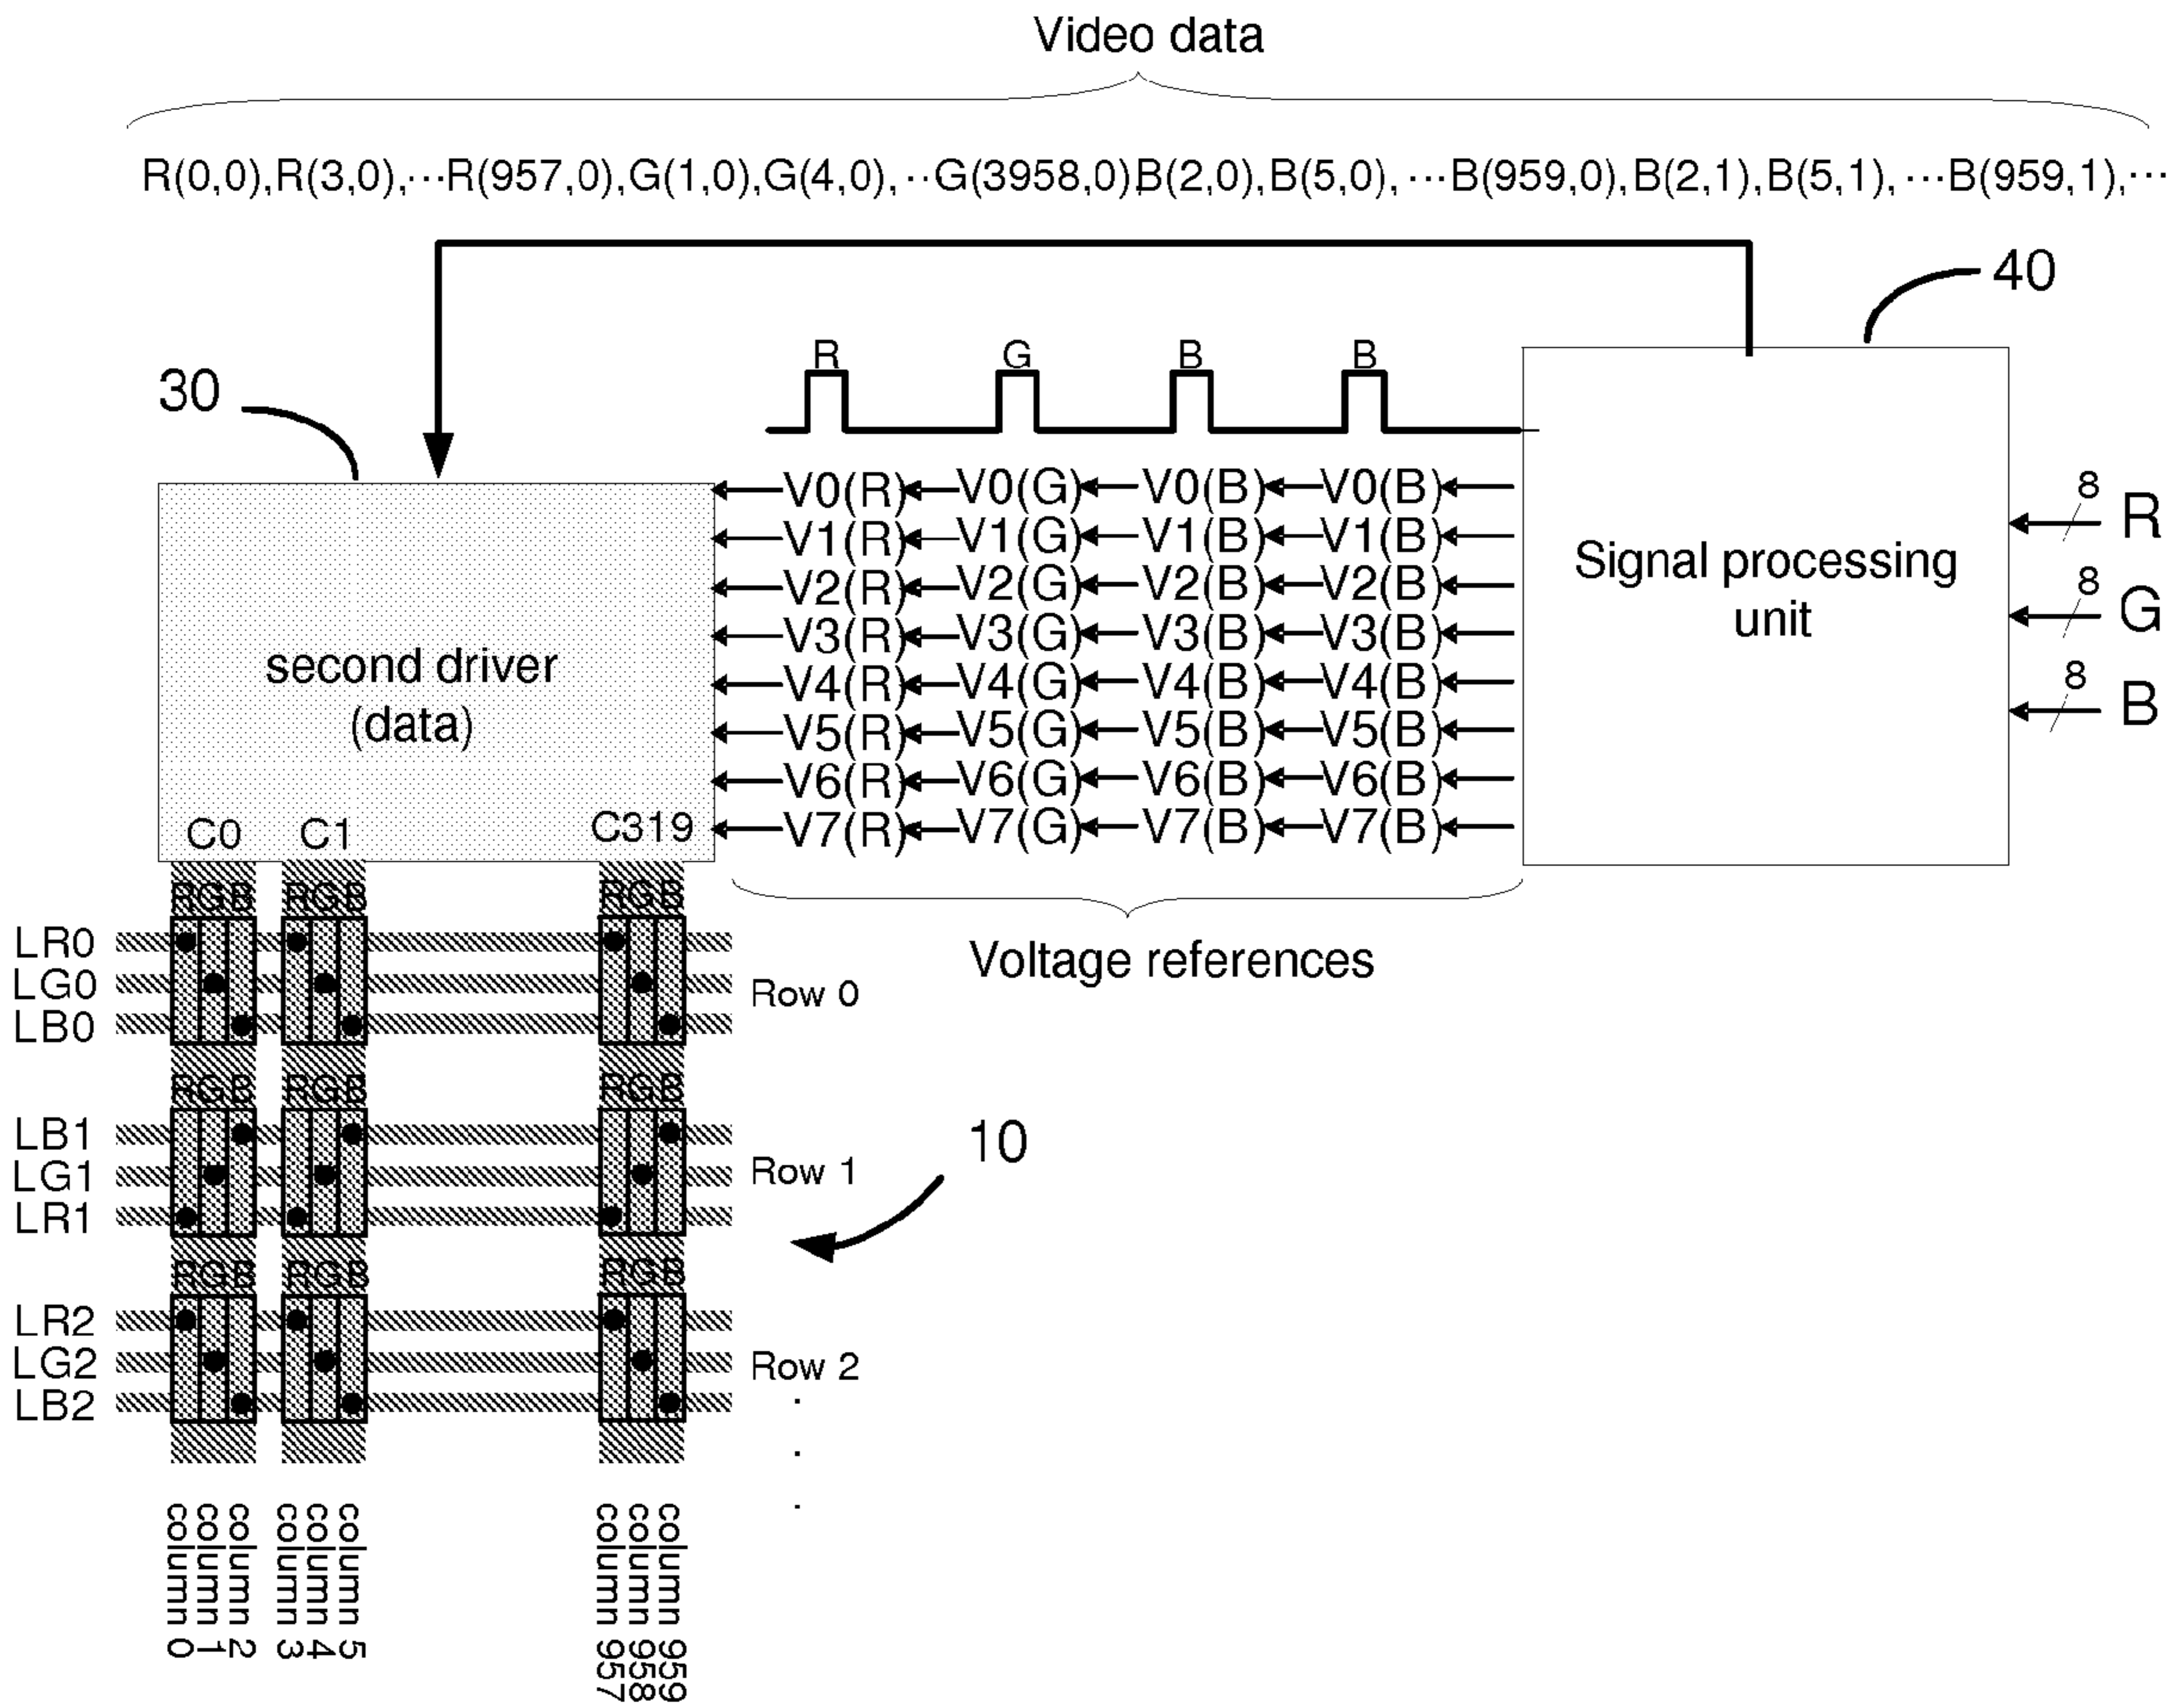 Video data
R(0,0),R(3,0),···R(957,0),G(1,0),G(4,0),··G(3958,0),B(2,0),B(5,0),···B(959,0),B(2,1),B(5,1),···B(959,1),···
40
30
R G B B
V0(R) V0(G) V0(B) V0(B)
V1(R) V1(G) V1(B) V1(B)
V2(R) V2(G) V2(B) V2(B)
V3(R) V3(G) V3(B) V3(B)
V4(R) V4(G) V4(B) V4(B)
V5(R) V5(G) V5(B) V5(B)
V6(R) V6(G) V6(B) V6(B)
V7(R) V7(G) V7(B) V7(B)
Signal processing
unit
8 R
8 G
8 B
second driver
(data)
C0 C1 C319
Voltage references
RGB RGB RGB
LR0
LG0
LB0
Row 0
RGB RGB RGB
LB1
LG1
LR1
Row 1
10
RGB RGB RGB
LR2
LG2
LB2
Row 2
column 0
column 1
column 2
column 3
column 4
column 5
column 957
column 958
column 959